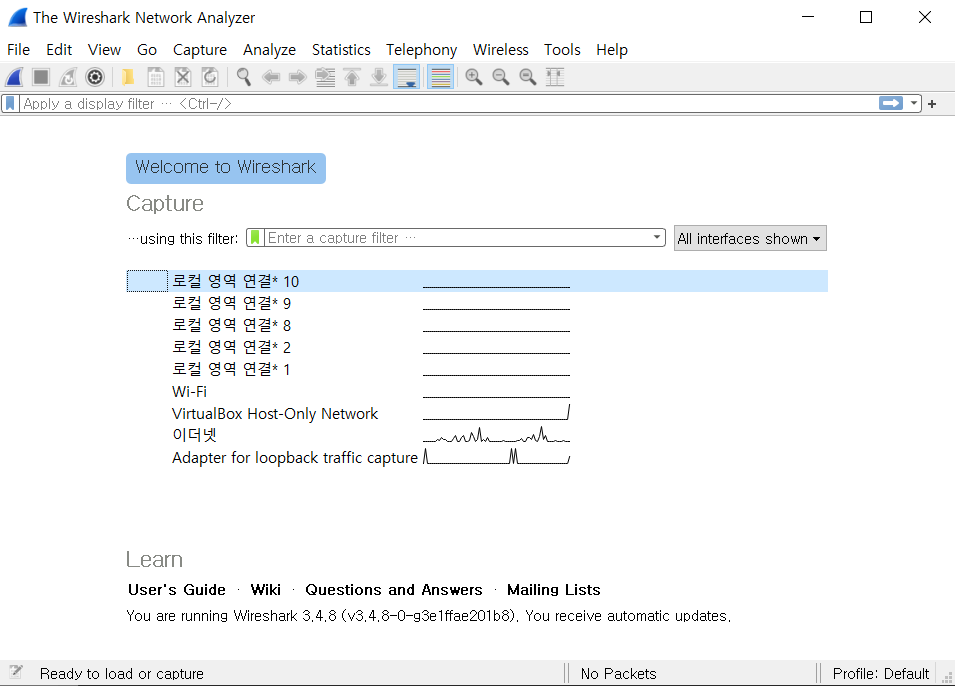 The Wireshark Network Analyzer
File Edit View Go Capture Analyze Statistics Telephony Wireless Tools Help
Apply a display filter ··· <Ctrl-/>
+
Welcome to Wireshark
Capture
···using this filter: Enter a capture filter ··· All interfaces shown
로컬 영역 연결* 10
로컬 영역 연결* 9
로컬 영역 연결* 8
로컬 영역 연결* 2
로컬 영역 연결* 1
Wi-Fi
VirtualBox Host-Only Network
이더넷
Adapter for loopback traffic capture
Learn
User's Guide · Wiki · Questions and Answers · Mailing Lists
You are running Wireshark 3.4.8 (v3.4.8-0-g3e1ffae201b8). You receive automatic updates.
Ready to load or capture No Packets Profile: Default